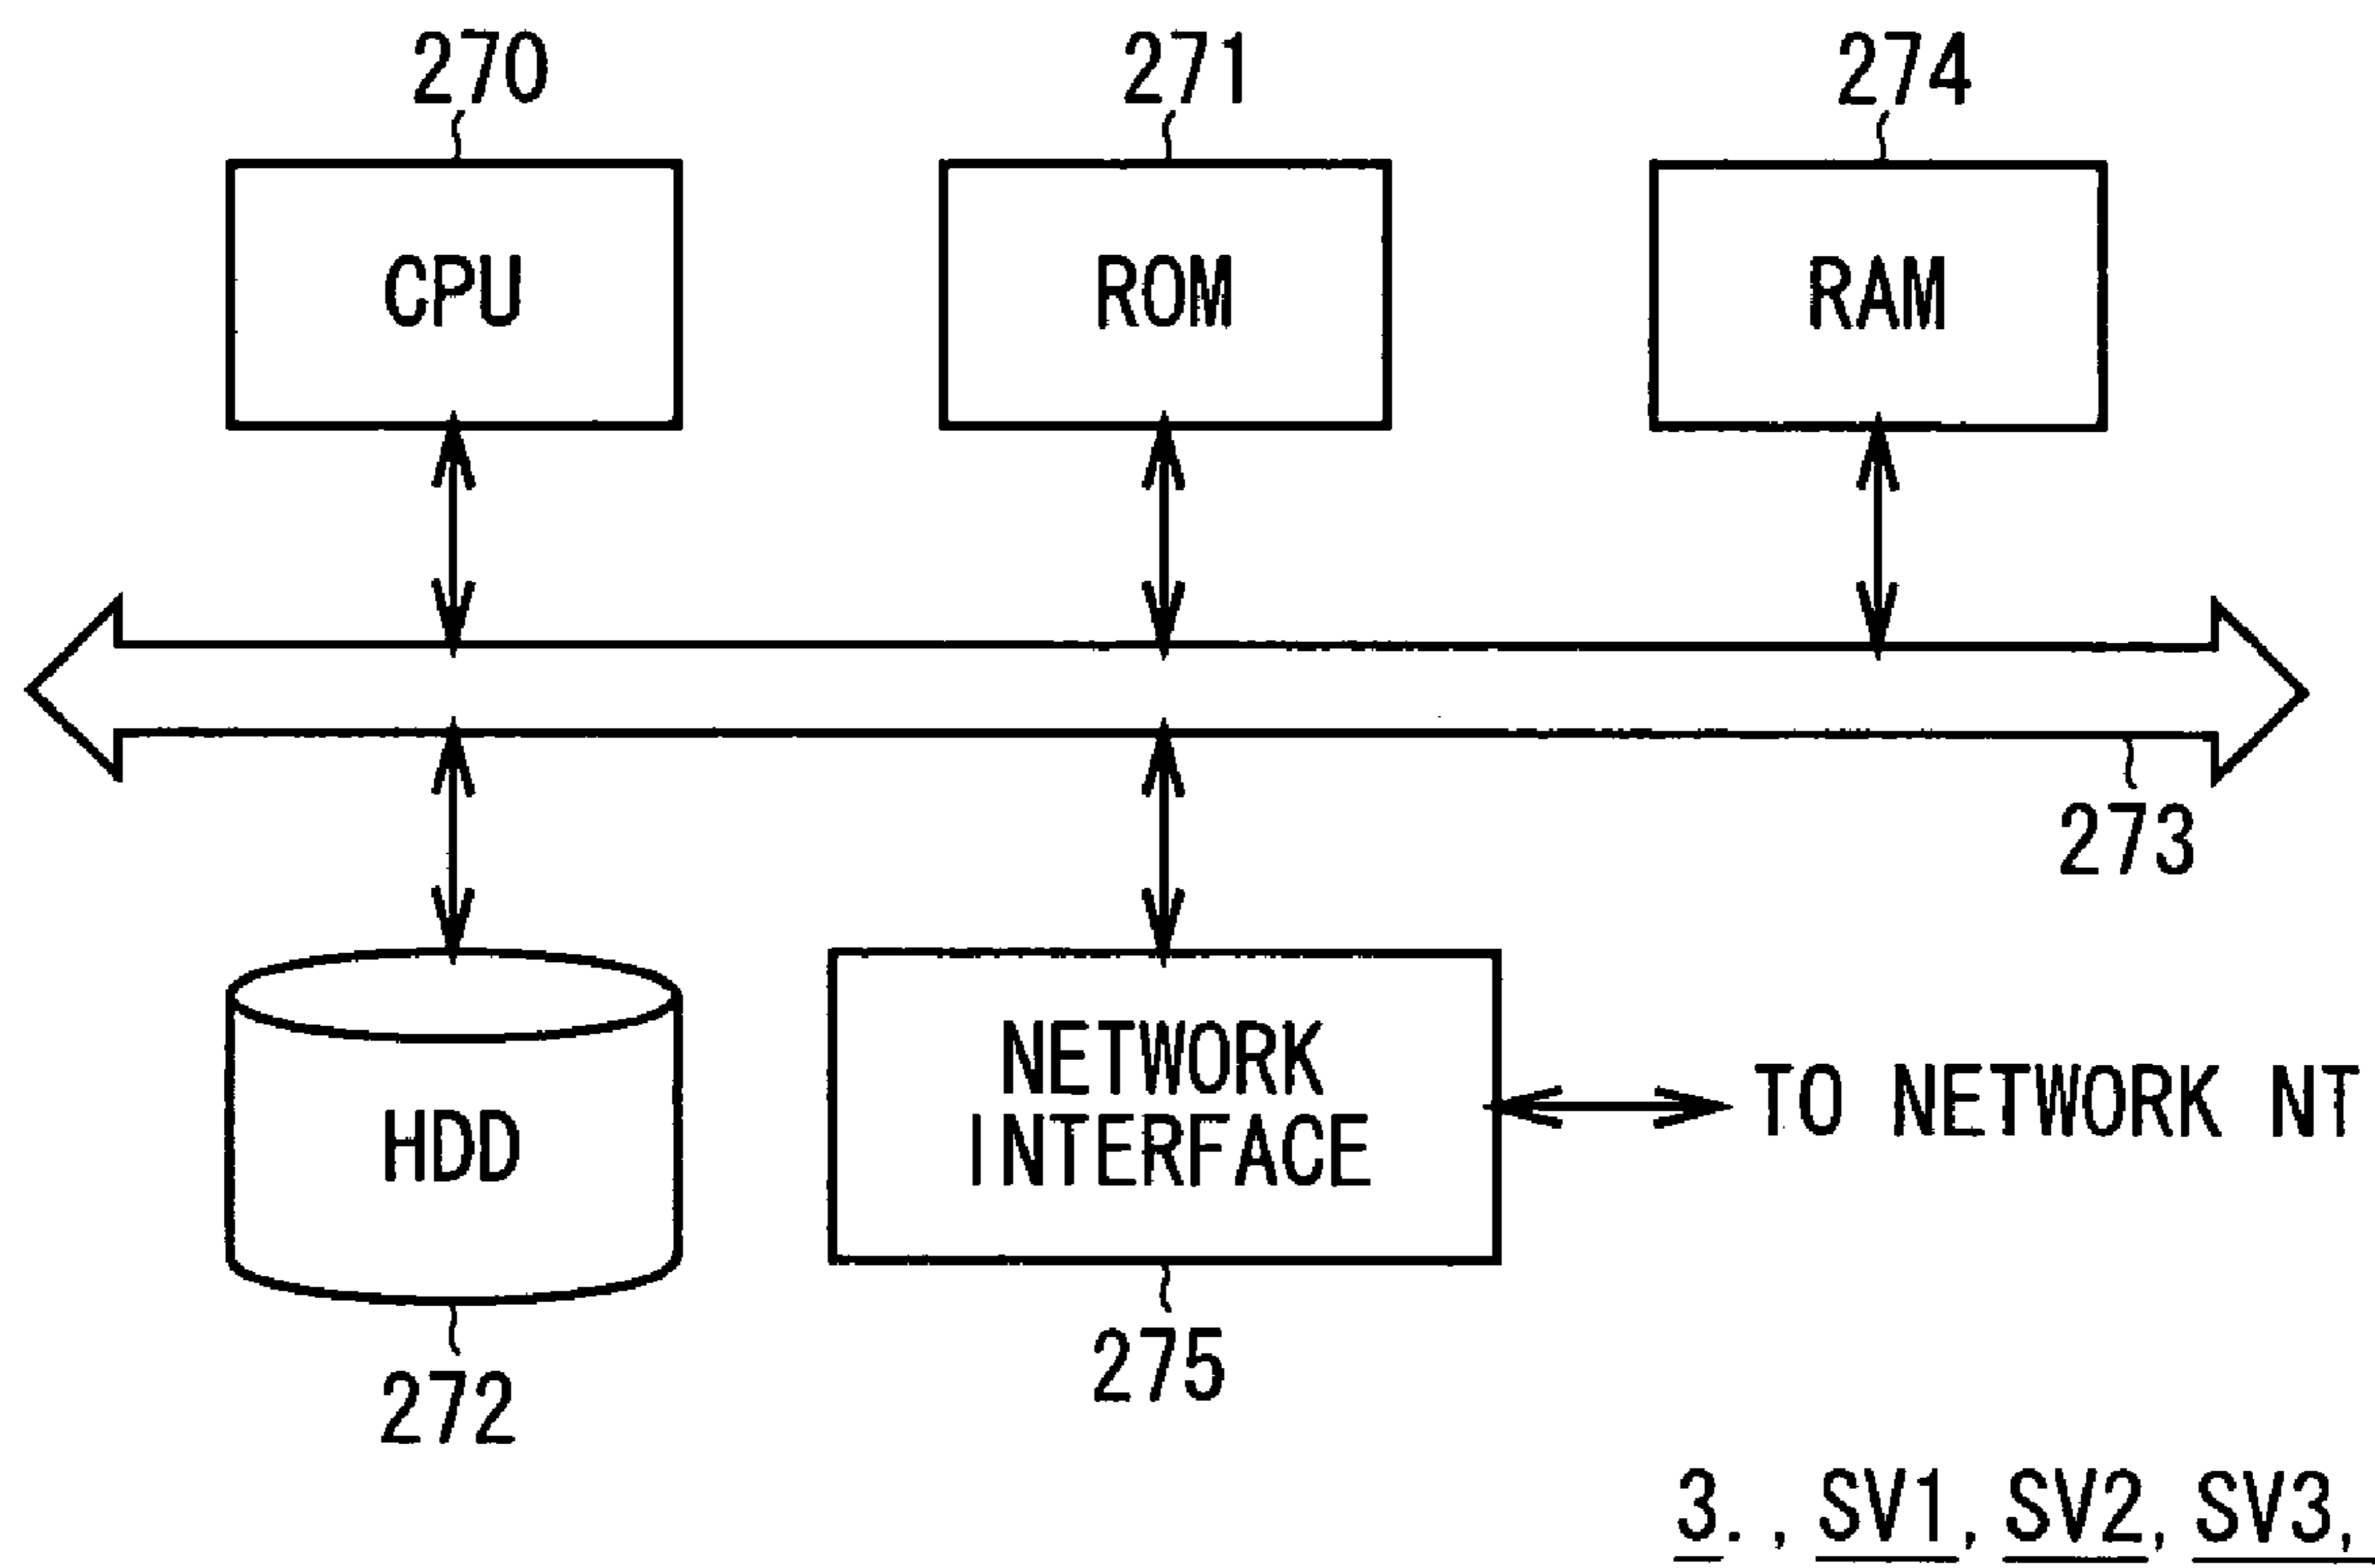 270
271
274
CPU
ROM
RAM
273
HDD
NETWORK
INTERFACE
TO NETWORK NT
272
275
3., SV1, SV2, SV3,